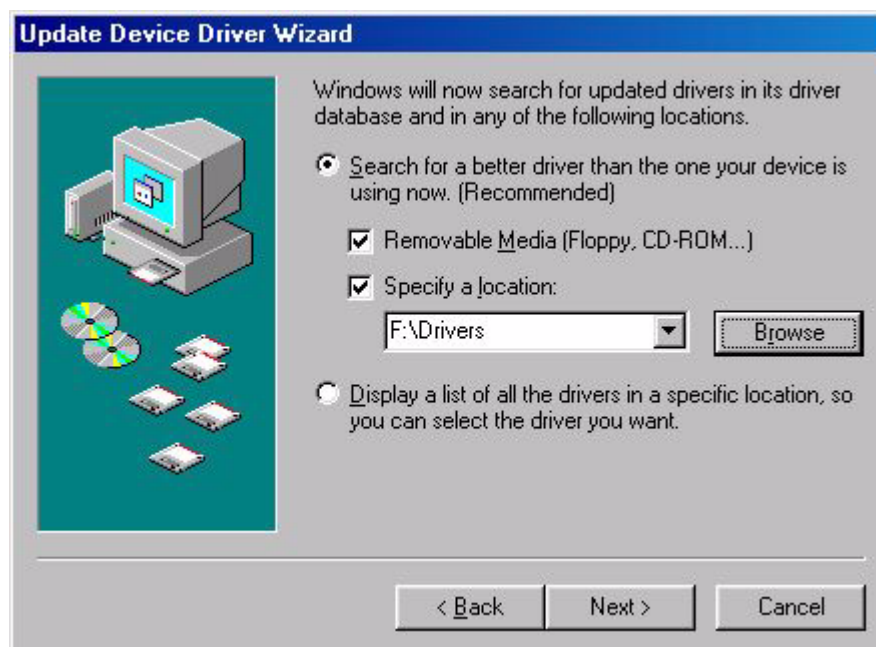 Update Device Driver Wizard
Windows will now search for updated drivers in its driver
database and in any of the following locations.
Search for a better driver than the one your device is
using now. (Recommended)
Removable Media (Floppy, CD-ROM...)
Specify a location:
F:\Drivers
Browse
Display a list of all the drivers in a specific location, so
you can select the driver you want.
< Back
Next >
Cancel